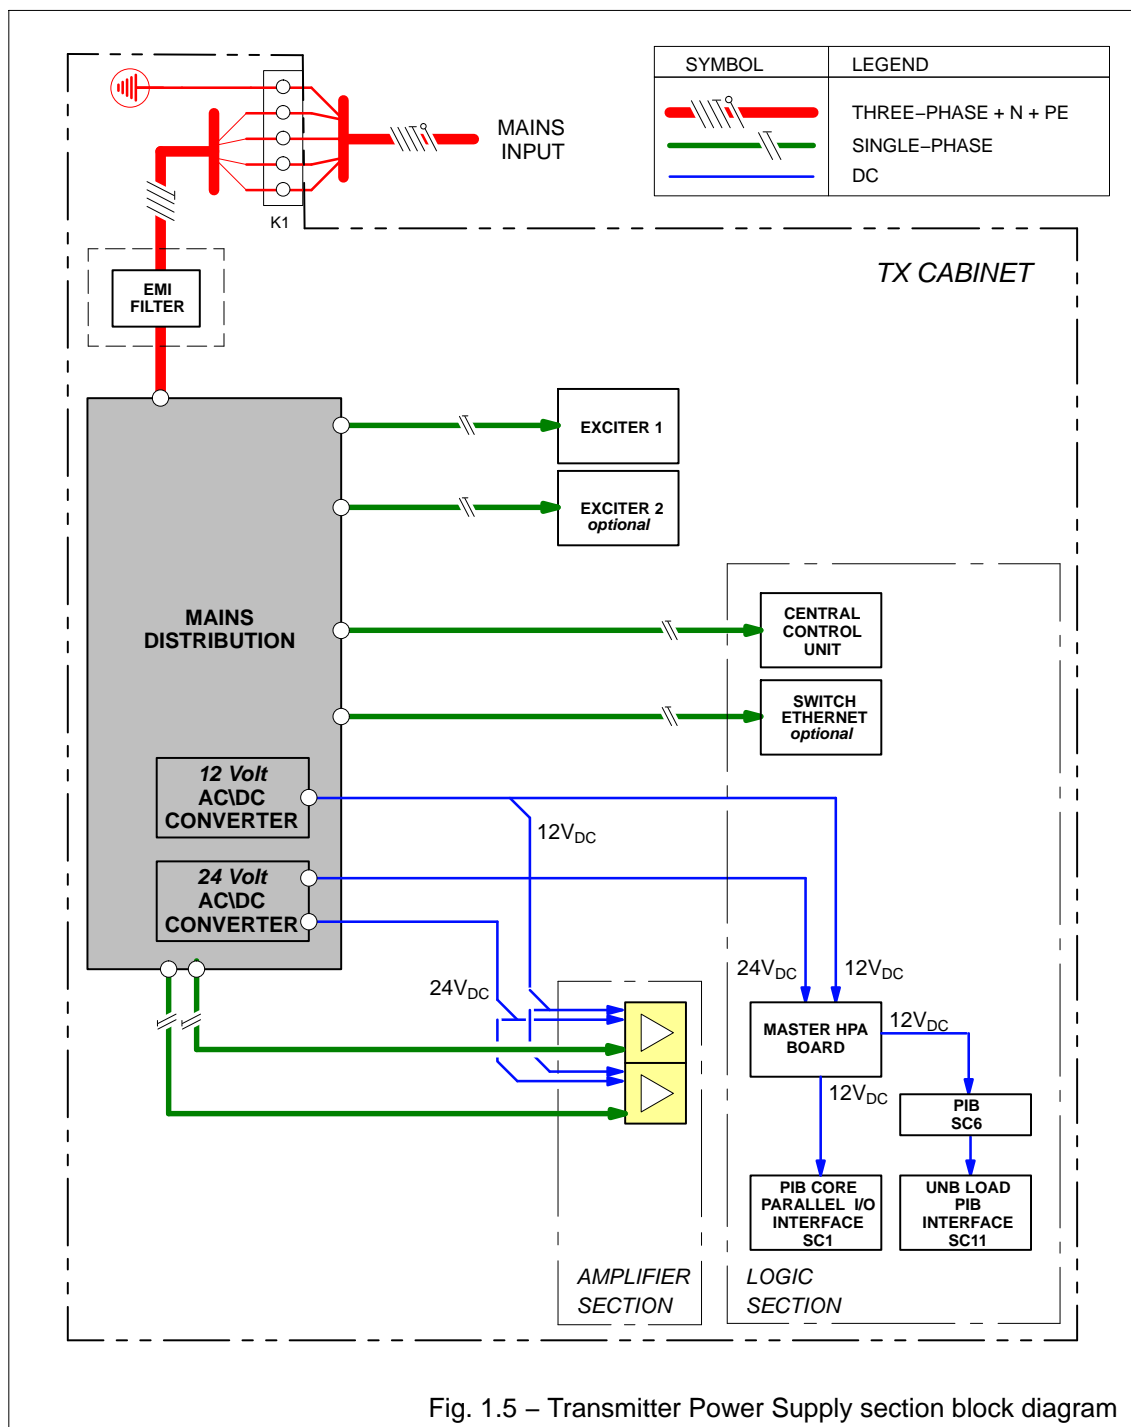 SYMBOL LEGEND
THREE−PHASE + N + PE
SINGLE−PHASE
DC
MAINS
INPUT
K1
TX CABINET
EMI
FILTER
EXCITER 1
EXCITER 2
optional
MAINS
DISTRIBUTION
CENTRAL
CONTROL
UNIT
SWITCH
ETHERNET
optional
12 Volt
AC\DC
CONVERTER
12VDC
24 Volt
AC\DC
CONVERTER
24VDC
24VDC
12VDC
MASTER HPA
BOARD
12VDC
12VDC
PIB
SC6
PIB CORE
PARALLEL I/O
INTERFACE
SC1
UNB LOAD
PIB
INTERFACE
SC11
AMPLIFIER
SECTION
LOGIC
SECTION
Fig. 1.5 − Transmitter Power Supply section block diagram